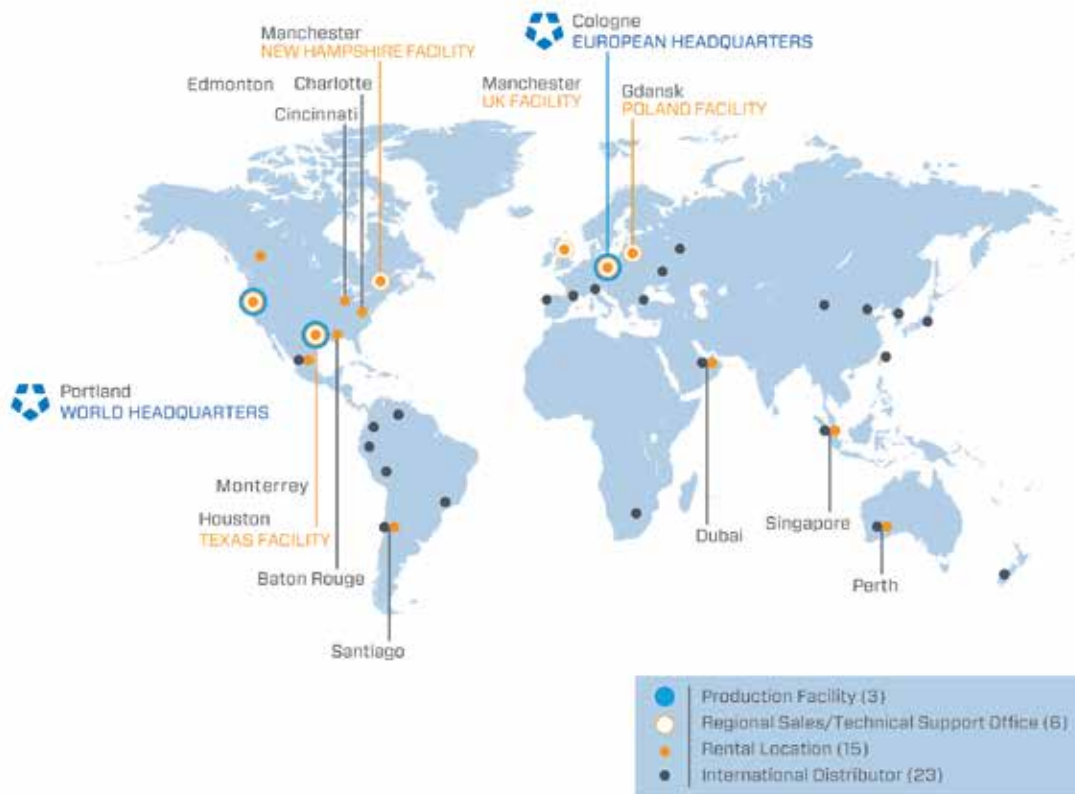 Cologne
EUROPEAN HEADQUARTERS
Manchester
NEW HAMPSHIRE FACILITY
Edmonton
Charlotte
Cincinnati
Manchester
UK FACILITY
Gdansk
POLAND FACILITY
Portland
WORLD HEADQUARTERS
Monterrey
Houston
TEXAS FACILITY
Baton Rouge
Santiago
Dubai
Singapore
Perth
Production Facility (3)
Regional Sales/Technical Support Office (6)
Rental Location (15)
International Distributor (23)